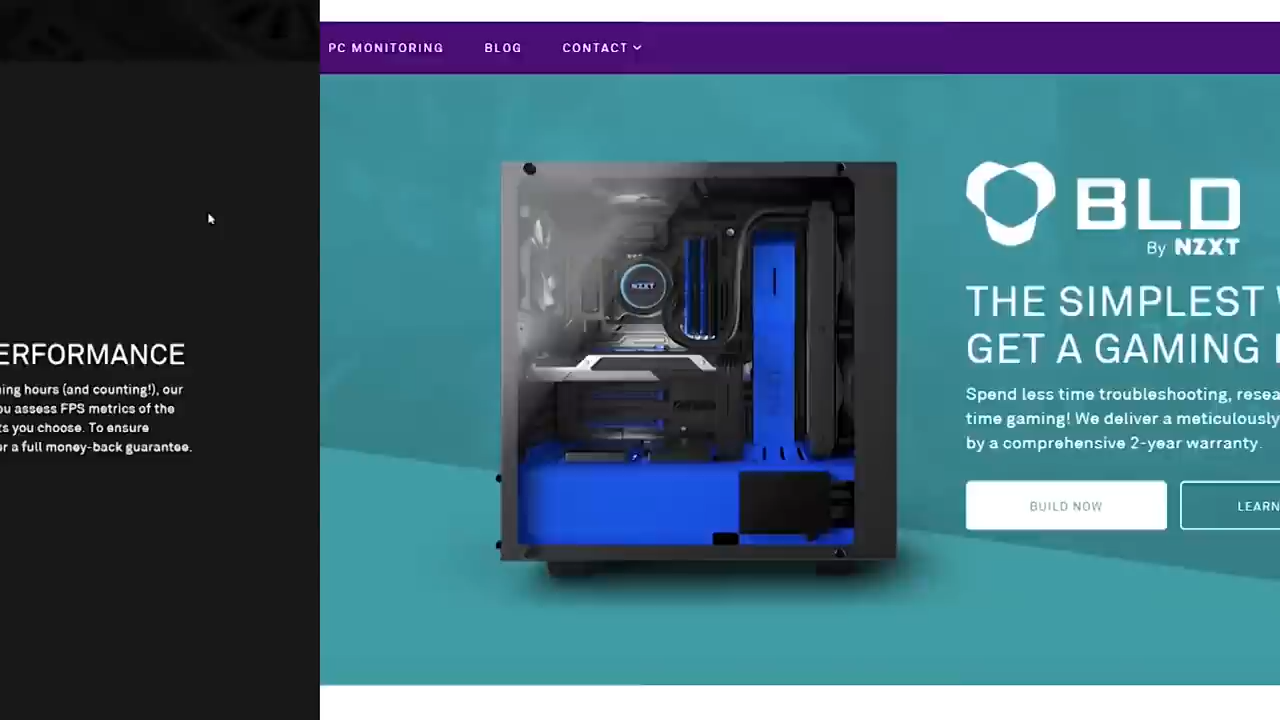 PC MONITORING
BLOG
CONTACT
BLD
By NZXT
NZXT
THE SIMPLEST
GET A GAMING
Spend less time troubleshooting,
time gaming! We deliver a meticulously
by a comprehensive 2-year warranty.
BUILD NOW
LEARN
ERFORMANCE
ing hours (and counting!), our
ou assess FPS metrics of the
ts you choose. To ensure
r a full money-back guarantee.